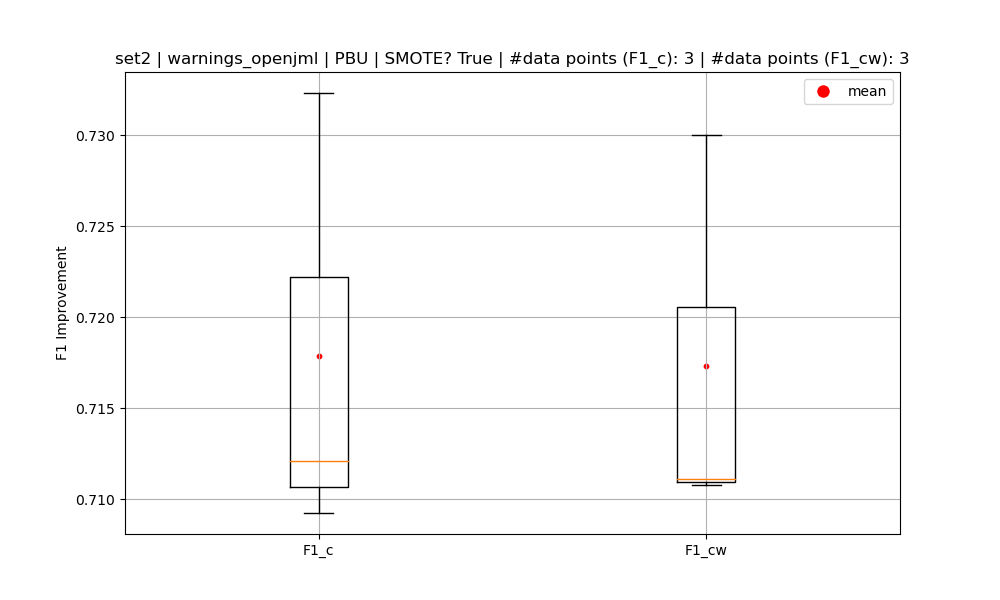 set2 | warnings_openjml | PBU | SMOTE? True | #data points (F1_c): 3 | #data points (F1_cw): 3
mean
0.730
0.725
0.720
0.715
0.710
F1 Improvement
F1_c
F1_cw